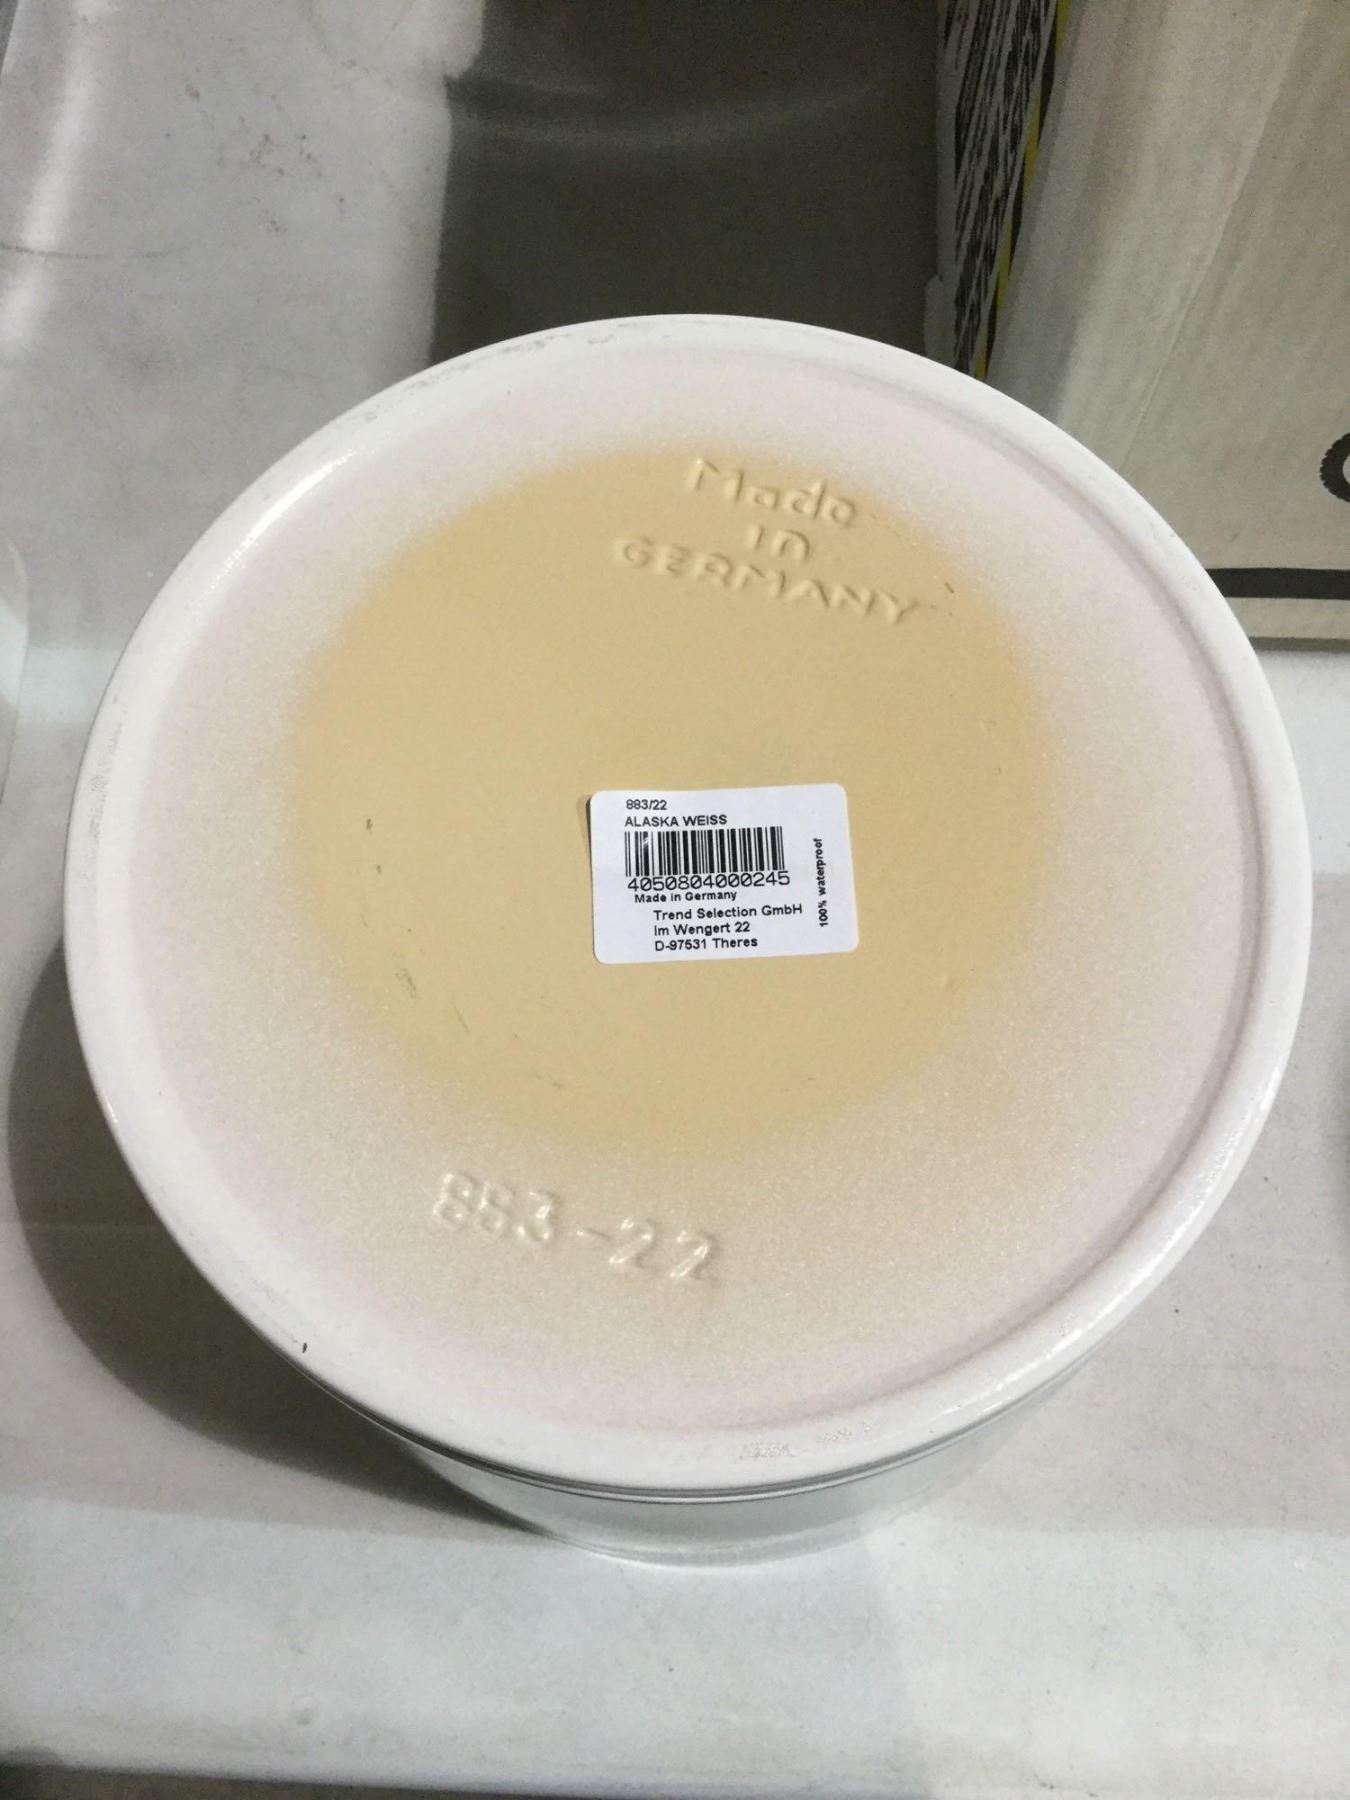 Made
in
GERMANY
883/22
ALASKA WEISS
4050804000245
Made in Germany
Trend Selection GmbH
Im Wengert 22
D-97531 Theres
100% waterproof
883-22